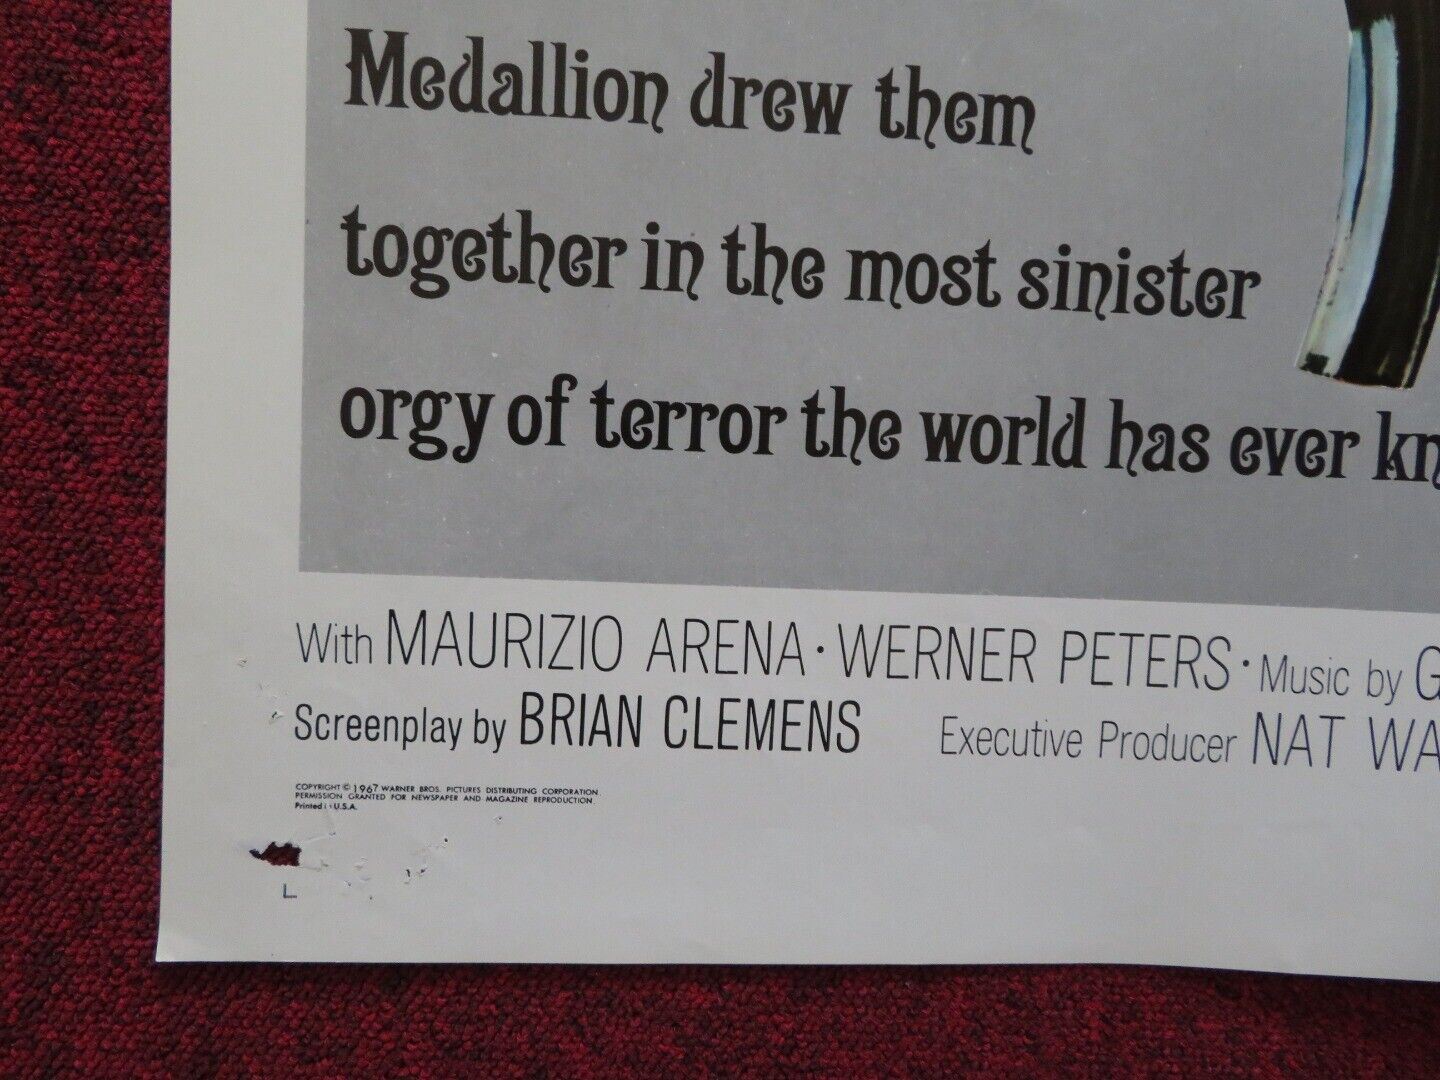 Medallion drew them
together in the most sinister
orgy of terror the world has ever
With MAURIZIO ARENA · WERNER PETERS · Music by
Screenplay by BRIAN CLEMENS Executive Producer NAT
COPYRIGHT © 1967 WARNER BROS. PICTURES DISTRIBUTING CORPORATION
PERMISSION GRANTED FOR NEWSPAPER AND MAGAZINE REPRODUCTION
Printed in U.S.A.
L